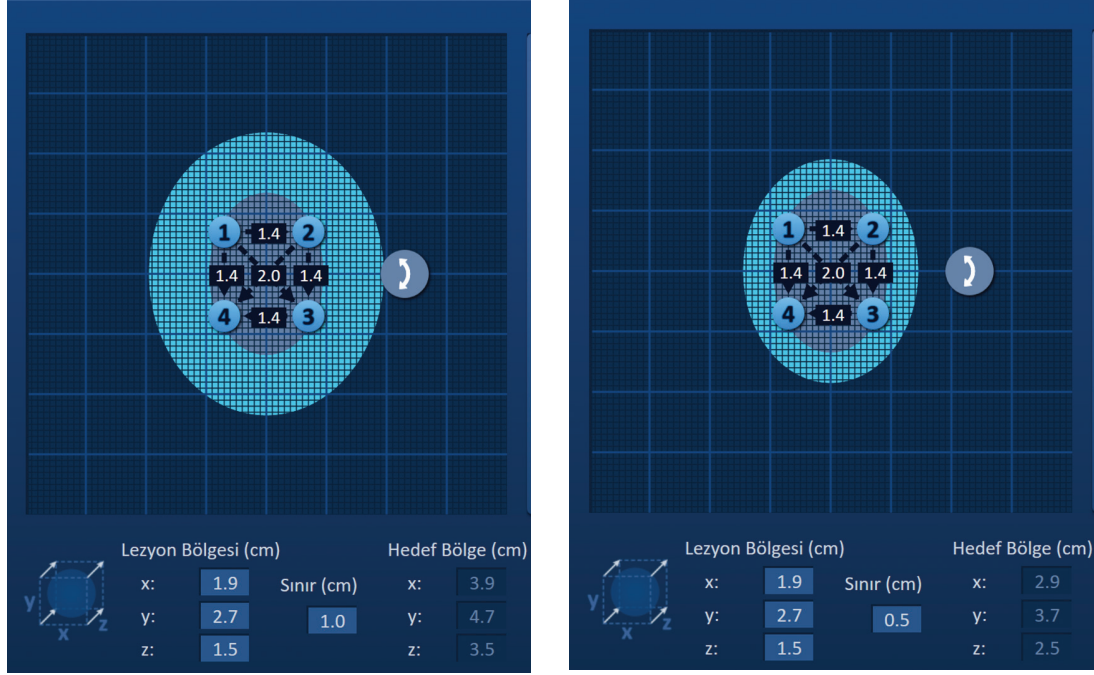 1 1.4 2
1.4 2.0 1.4
4 1.4 3
Lezyon Bölgesi (cm) Hedef Bölge (cm)
x: 1.9 Sınır (cm) x: 3.9
y: 2.7 1.0 y: 4.7
z: 1.5 z: 3.5
y x z
1 1.4 2
1.4 2.0 1.4
4 1.4 3
Lezyon Bölgesi (cm) Hedef Bölge (cm)
x: 1.9 Sınır (cm) x: 2.9
y: 2.7 0.5 y: 3.7
z: 1.5 z: 2.5
y x z